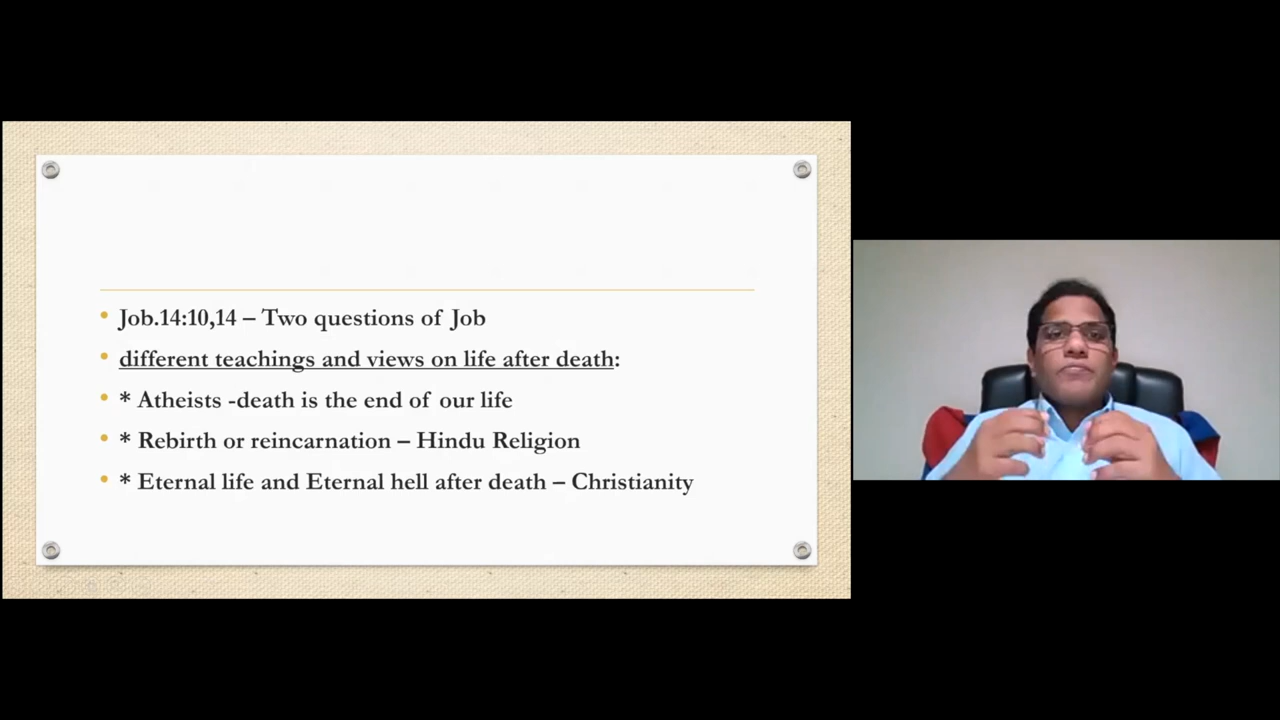 Job.14:10,14 – Two questions of Job
different teachings and views on life after death:
* Atheists -death is the end of our life
* Rebirth or reincarnation – Hindu Religion
* Eternal life and Eternal hell after death – Christianity